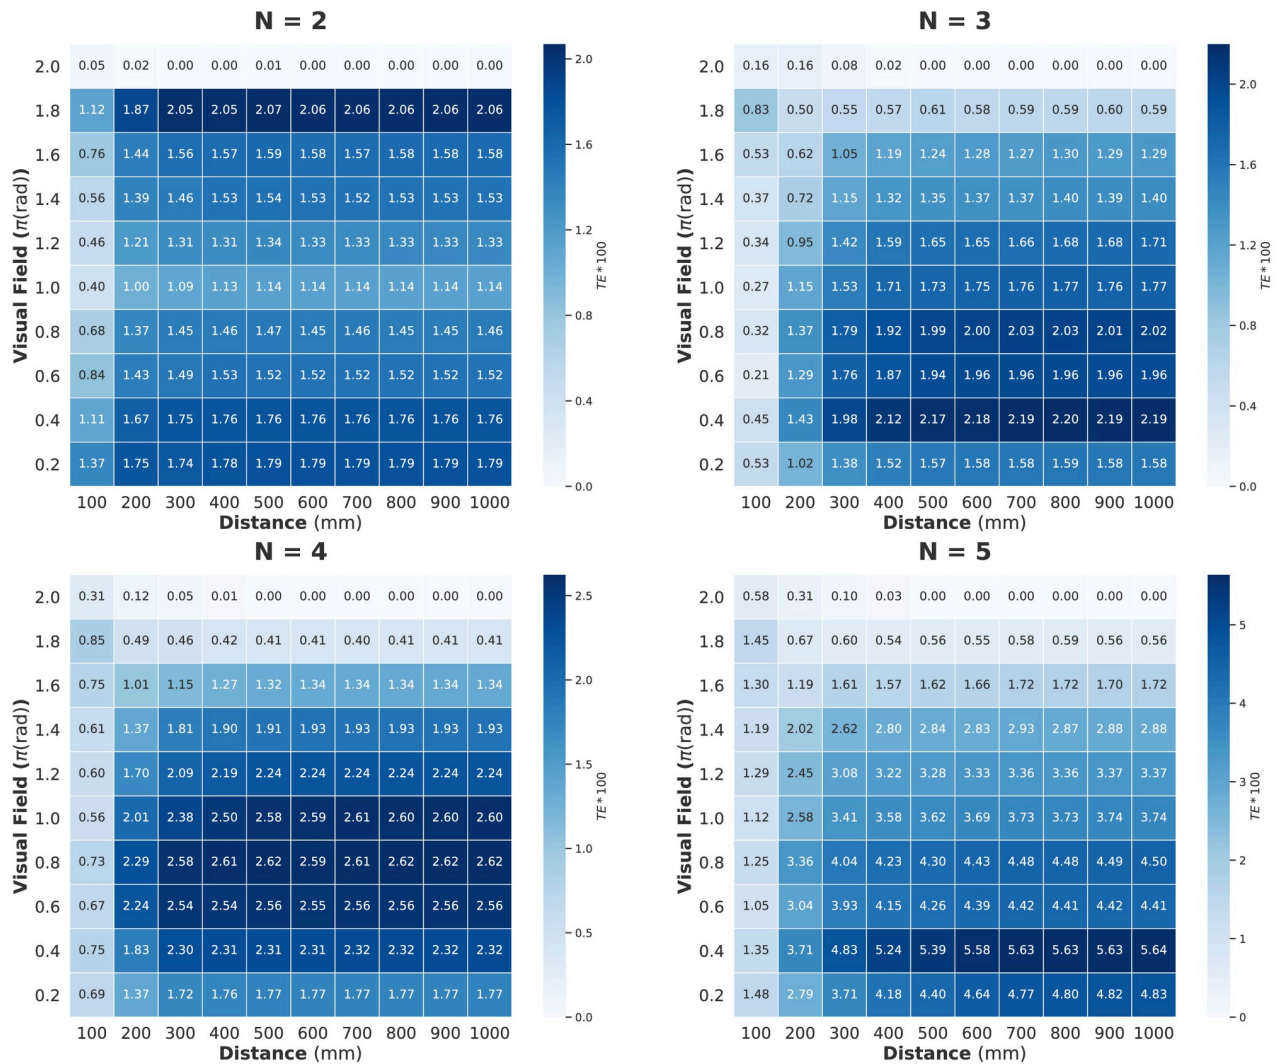 N = 2
2.0 0.05 0.02 0.00 0.00 0.01 0.00 0.00 0.00 0.00 0.00
1.8 1.12 1.87 2.05 2.05 2.07 2.06 2.06 2.06 2.06 2.06
1.6 0.76 1.44 1.56 1.57 1.59 1.58 1.57 1.58 1.58 1.58
1.4 0.56 1.39 1.46 1.53 1.54 1.53 1.52 1.53 1.53 1.53
1.2 0.46 1.21 1.31 1.31 1.34 1.33 1.33 1.33 1.33 1.33
1.0 0.40 1.00 1.09 1.13 1.14 1.14 1.14 1.14 1.14 1.14
0.8 0.68 1.37 1.45 1.46 1.47 1.45 1.46 1.45 1.45 1.46
0.6 0.84 1.43 1.49 1.53 1.52 1.52 1.52 1.52 1.52 1.52
0.4 1.11 1.67 1.75 1.76 1.76 1.76 1.76 1.76 1.76 1.76
0.2 1.37 1.75 1.74 1.78 1.79 1.79 1.79 1.79 1.79 1.79
100 200 300 400 500 600 700 800 900 1000
Distance (mm)
Visual Field (π(rad))
2.0
1.6
1.2
0.8
0.4
0.0
TE*100
N = 3
2.0 0.16 0.16 0.08 0.02 0.00 0.00 0.00 0.00 0.00 0.00
1.8 0.83 0.50 0.55 0.57 0.61 0.58 0.59 0.59 0.60 0.59
1.6 0.53 0.62 1.05 1.19 1.24 1.28 1.27 1.30 1.29 1.29
1.4 0.37 0.72 1.15 1.32 1.35 1.37 1.37 1.40 1.39 1.40
1.2 0.34 0.95 1.42 1.59 1.65 1.65 1.66 1.68 1.68 1.71
1.0 0.27 1.15 1.53 1.71 1.73 1.75 1.76 1.77 1.76 1.77
0.8 0.32 1.37 1.79 1.92 1.99 2.00 2.03 2.03 2.01 2.02
0.6 0.21 1.29 1.76 1.87 1.94 1.96 1.96 1.96 1.96 1.96
0.4 0.45 1.43 1.98 2.12 2.17 2.18 2.19 2.20 2.19 2.19
0.2 0.53 1.02 1.38 1.52 1.57 1.58 1.58 1.59 1.58 1.58
100 200 300 400 500 600 700 800 900 1000
Distance (mm)
Visual Field (π(rad))
2.0
1.6
1.2
0.8
0.4
0.0
TE*100
N = 4
2.0 0.31 0.12 0.05 0.01 0.00 0.00 0.00 0.00 0.00 0.00
1.8 0.85 0.49 0.46 0.42 0.41 0.41 0.40 0.41 0.41 0.41
1.6 0.75 1.01 1.15 1.27 1.32 1.34 1.34 1.34 1.34 1.34
1.4 0.61 1.37 1.81 1.90 1.91 1.93 1.93 1.93 1.93 1.93
1.2 0.60 1.70 2.09 2.19 2.24 2.24 2.24 2.24 2.24 2.24
1.0 0.56 2.01 2.38 2.50 2.58 2.59 2.61 2.60 2.60 2.60
0.8 0.73 2.29 2.58 2.61 2.62 2.59 2.61 2.62 2.62 2.62
0.6 0.67 2.24 2.54 2.54 2.56 2.55 2.56 2.56 2.56 2.56
0.4 0.75 1.83 2.30 2.31 2.31 2.31 2.32 2.32 2.32 2.32
0.2 0.69 1.37 1.72 1.76 1.77 1.77 1.77 1.77 1.77 1.77
100 200 300 400 500 600 700 800 900 1000
Distance (mm)
Visual Field (π(rad))
2.5
2.0
1.5
1.0
0.5
0.0
TE*100
N = 5
2.0 0.58 0.31 0.10 0.03 0.00 0.00 0.00 0.00 0.00 0.00
1.8 1.45 0.67 0.60 0.54 0.56 0.55 0.58 0.59 0.56 0.56
1.6 1.30 1.19 1.61 1.57 1.62 1.66 1.72 1.72 1.70 1.72
1.4 1.19 2.02 2.62 2.80 2.84 2.83 2.93 2.87 2.88 2.88
1.2 1.29 2.45 3.08 3.22 3.28 3.33 3.36 3.36 3.37 3.37
1.0 1.12 2.58 3.41 3.58 3.62 3.69 3.73 3.73 3.74 3.74
0.8 1.25 3.36 4.04 4.23 4.30 4.43 4.48 4.48 4.49 4.50
0.6 1.05 3.04 3.93 4.15 4.26 4.39 4.42 4.41 4.42 4.41
0.4 1.35 3.71 4.83 5.24 5.39 5.58 5.63 5.63 5.63 5.64
0.2 1.48 2.79 3.71 4.18 4.40 4.64 4.77 4.80 4.82 4.83
100 200 300 400 500 600 700 800 900 1000
Distance (mm)
Visual Field (π(rad))
5
4
3
2
1
0
TE*100